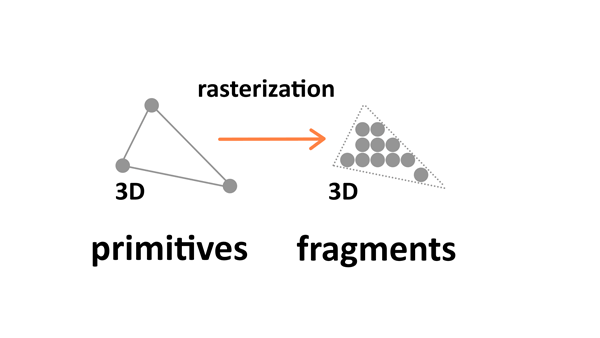 rasterization
3D
3D
primitives
fragments